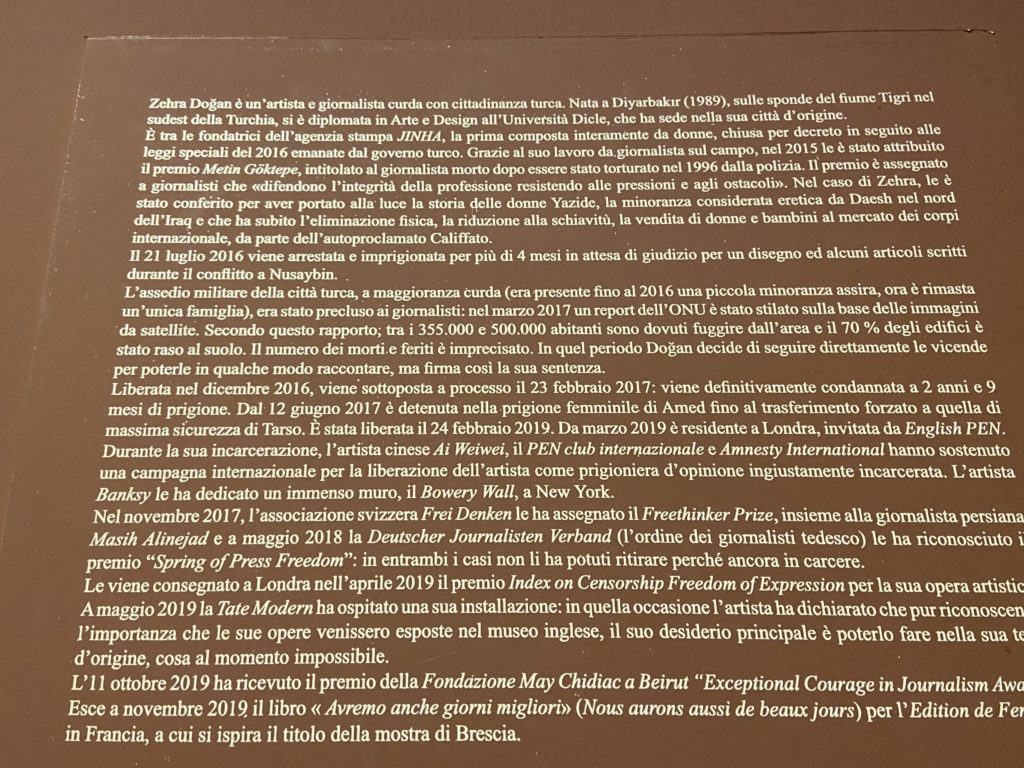 Zehra Doğan è un’artista e giornalista curda con cittadinanza turca. Nata a Diyarbakır (1989), sulle sponde del fiume Tigri nel
sudest della Turchia, si è diplomata in Arte e Design all’Università Dicle, che ha sede nella sua città d’origine.
È tra le fondatrici dell’agenzia stampa JINHA, la prima composta interamente da donne, chiusa per decreto in seguito alle
leggi speciali del 2016 emanate dal governo turco. Grazie al suo lavoro da giornalista sul campo, nel 2015 le è stato attribuito
il premio Metin Göktepe, intitolato al giornalista morto dopo essere stato torturato nel 1996 dalla polizia. Il premio è assegnato
a giornalisti che «difendono l’integrità della professione resistendo alle pressioni e agli ostacoli». Nel caso di Zehra, le è
stato conferito per aver portato alla luce la storia delle donne Yazide, la minoranza considerata eretica da Daesh nel nord
dell’Iraq e che ha subito l’eliminazione fisica, la riduzione alla schiavitù, la vendita di donne e bambini al mercato dei corpi
internazionale, da parte dell’autoproclamato Califfato.
Il 21 luglio 2016 viene arrestata e imprigionata per più di 4 mesi in attesa di giudizio per un disegno ed alcuni articoli scritti
durante il conflitto a Nusaybin.
L’assedio militare della città turca, a maggioranza curda (era presente fino al 2016 una piccola minoranza assira, ora è rimasta
un’unica famiglia), era stato precluso ai giornalisti: nel marzo 2017 un report dell’ONU è stato stilato sulla base delle immagini
da satellite. Secondo questo rapporto; tra i 355.000 e 500.000 abitanti sono dovuti fuggire dall’area e il 70 % degli edifici è
stato raso al suolo. Il numero dei morti e feriti è imprecisato. In quel periodo Doğan decide di seguire direttamente le vicende
per poterle in qualche modo raccontare, ma firma così la sua sentenza.
Liberata nel dicembre 2016, viene sottoposta a processo il 23 febbraio 2017: viene definitivamente condannata a 2 anni e 9
mesi di prigione. Dal 12 giugno 2017 è detenuta nella prigione femminile di Amed fino al trasferimento forzato a quella di
massima sicurezza di Tarso. È stata liberata il 24 febbraio 2019. Da marzo 2019 è residente a Londra, invitata da English PEN.
Durante la sua incarcerazione, l’artista cinese Ai Weiwei, il PEN club internazionale e Amnesty International hanno sostenuto
una campagna internazionale per la liberazione dell’artista come prigioniera d’opinione ingiustamente incarcerata. L’artista
Banksy le ha dedicato un immenso muro, il Bowery Wall, a New York.
Nel novembre 2017, l’associazione svizzera Frei Denken le ha assegnato il Freethinker Prize, insieme alla giornalista persiana
Masih Alinejad e a maggio 2018 la Deutscher Journalisten Verband (l’ordine dei giornalisti tedesco) le ha riconosciuto i
premio “Spring of Press Freedom”: in entrambi i casi non li ha potuti ritirare perché ancora in carcere.
Le viene consegnato a Londra nell’aprile 2019 il premio Index on Censorship Freedom of Expression per la sua opera artistic
A maggio 2019 la Tate Modern ha ospitato una sua installazione: in quella occasione l’artista ha dichiarato che pur riconoscen
l’importanza che le sue opere venissero esposte nel museo inglese, il suo desiderio principale è poterlo fare nella sua te
d’origine, cosa al momento impossibile.
L’11 ottobre 2019 ha ricevuto il premio della Fondazione May Chidiac a Beirut “Exceptional Courage in Journalism Awa
Esce a novembre 2019 il libro « Avremo anche giorni migliori» (Nous aurons aussi de beaux jours) per l’Edition de Fe
in Francia, a cui si ispira il titolo della mostra di Brescia.